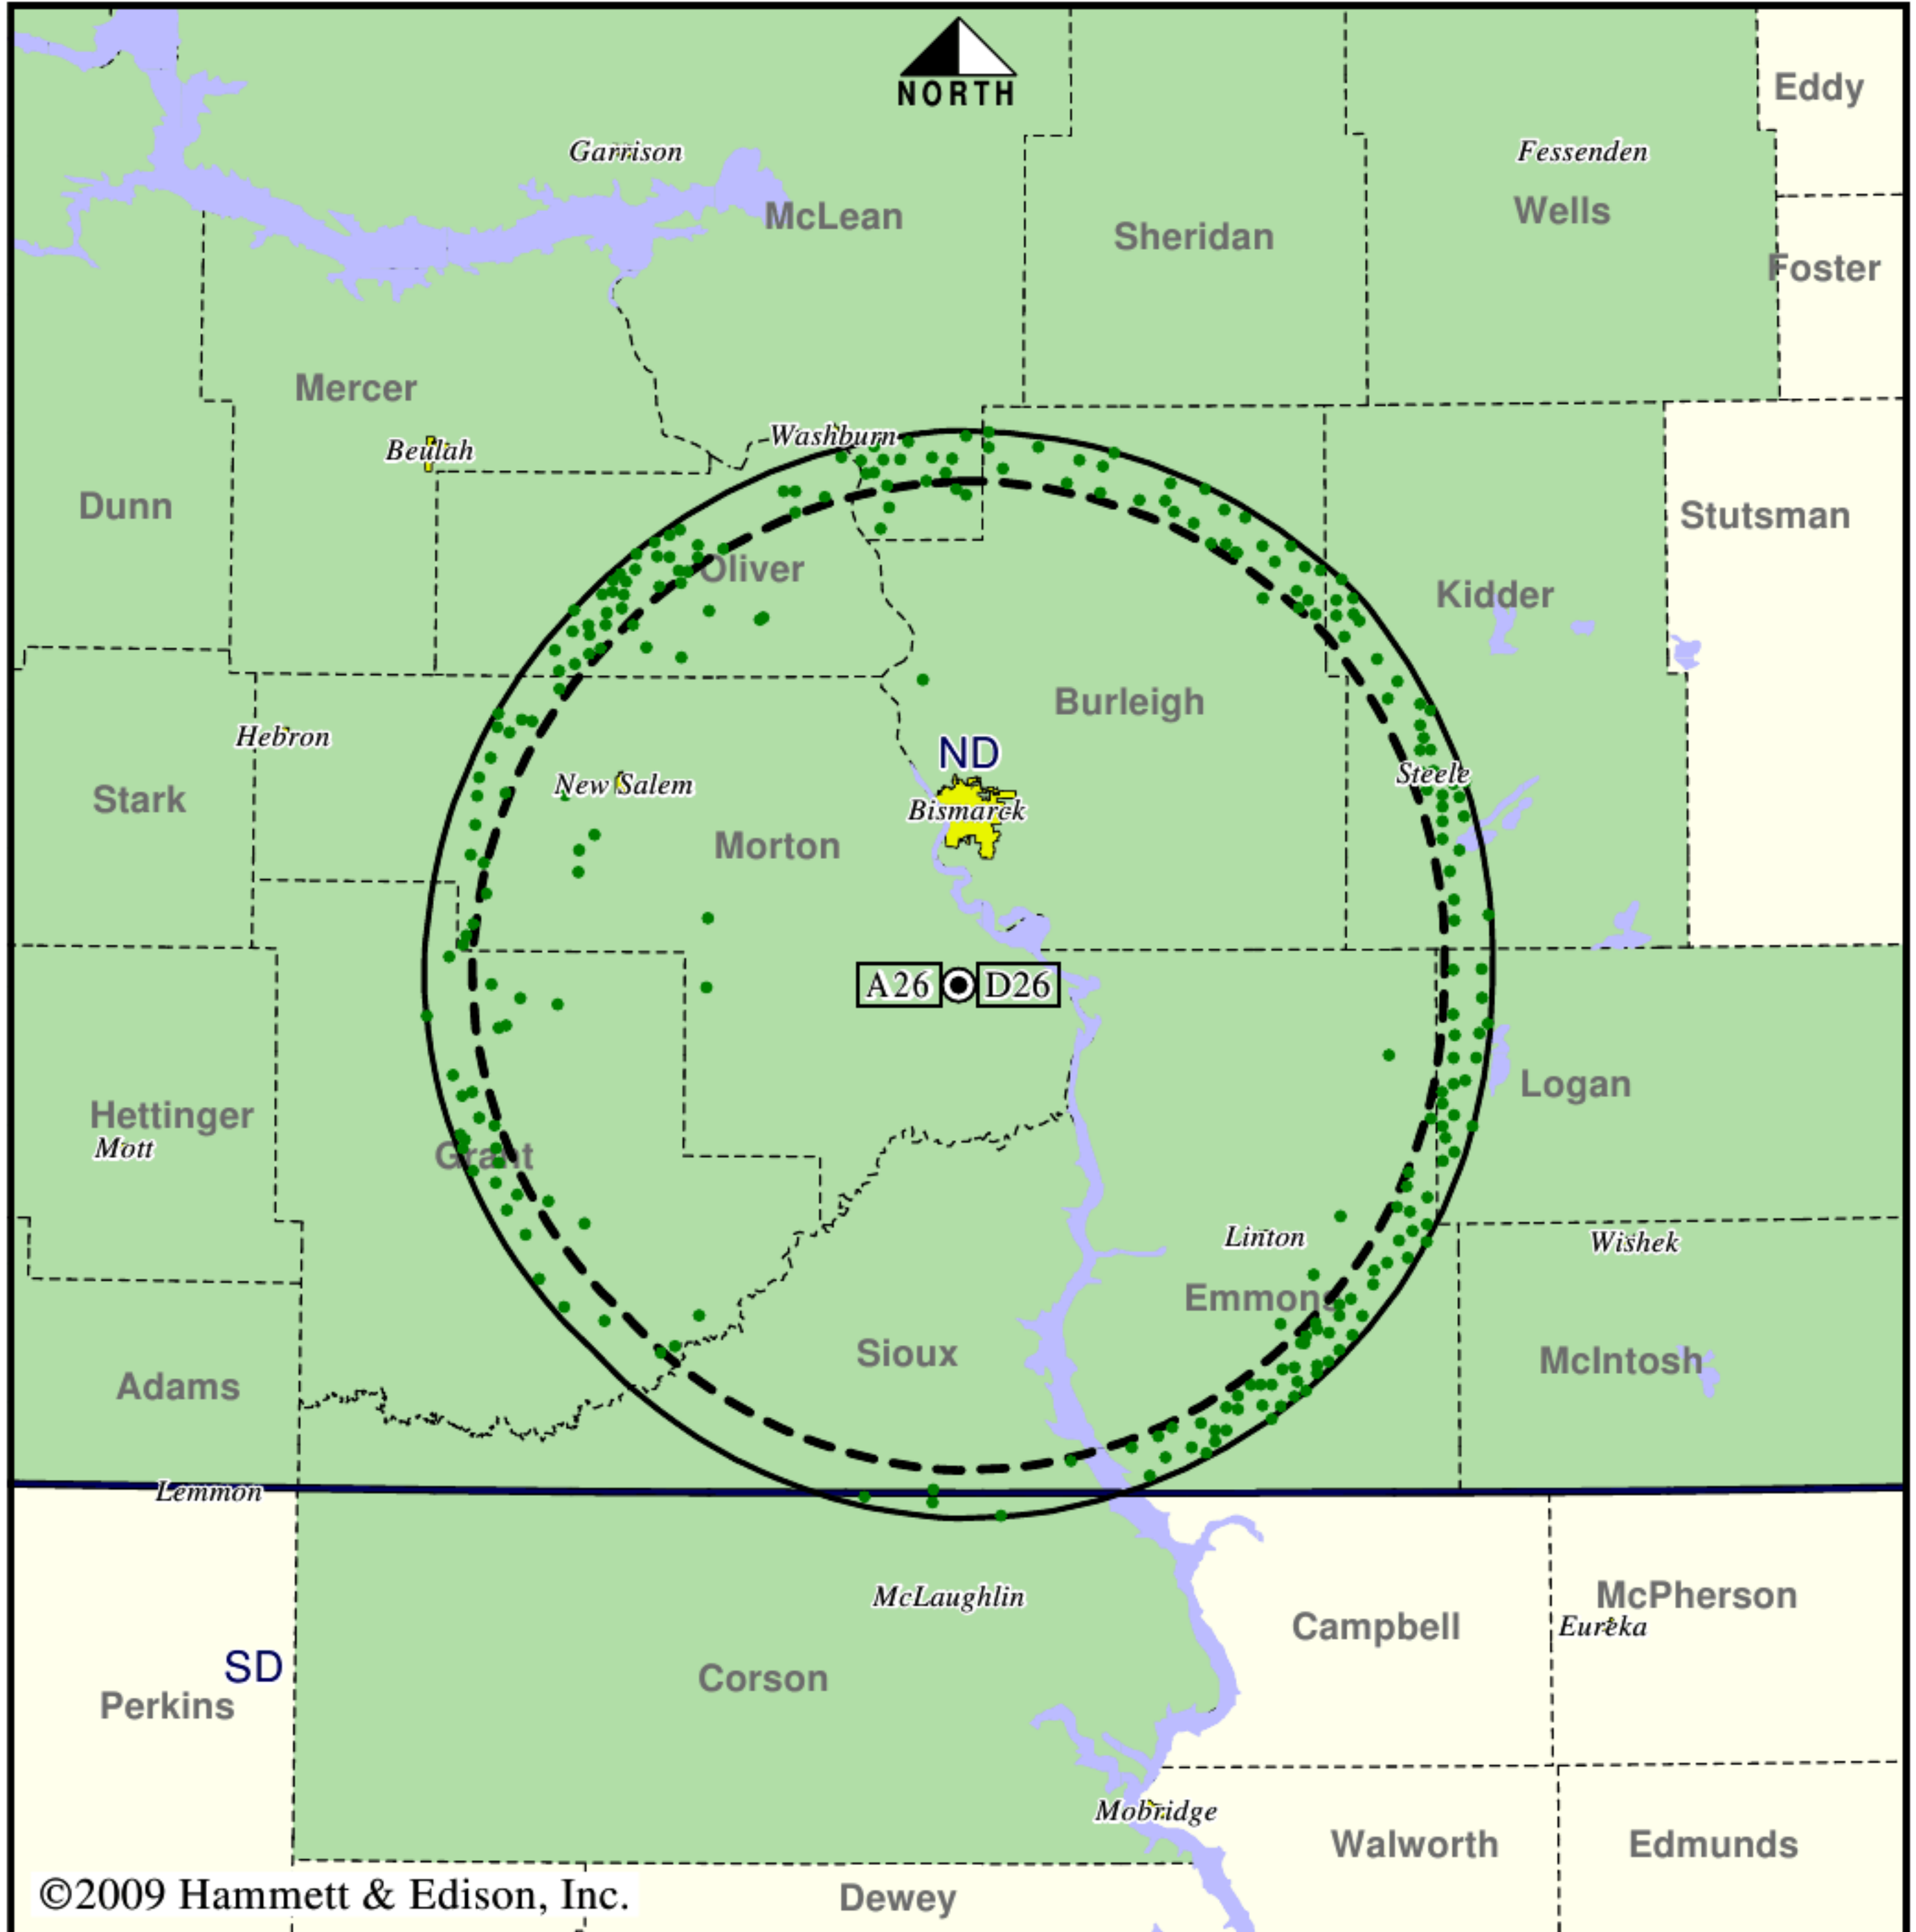 NORTH
Eddy
Garrison
Fessenden
McLean
Wells
Sheridan
Foster
Mercer
Washburn
Beulah
Dunn
Stutsman
Oliver
Kidder
Burleigh
Hebron
ND
New Salem
Steele
Stark
Bismarck
Morton
A26 D26
Logan
Hettinger
Mott
Grant
Linton
Wishek
Emmons
Sioux
McIntosh
Adams
Lemmon
McLaughlin
McPherson
Campbell
Eureka
SD
Corson
Perkins
Mobridge
Walworth
Edmunds
©2009 Hammett & Edison, Inc.
Dewey